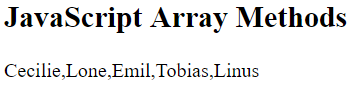 JavaScript Array Methods
Cecilie,Lone,Emil,Tobias,Linus